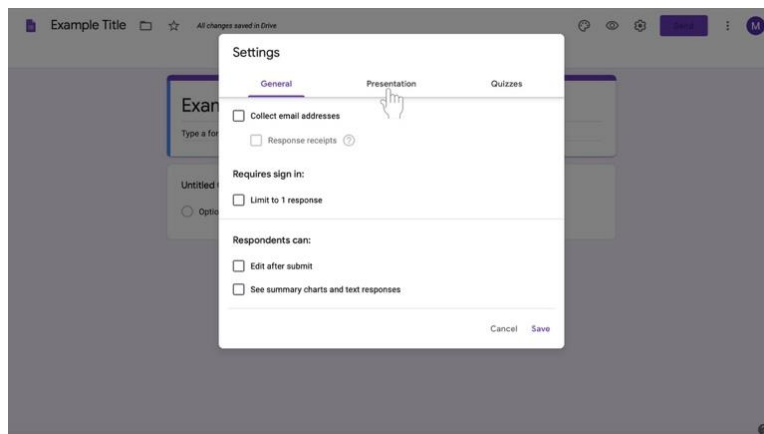 Example Title
All changes saved in Drive
Send
M
Settings
General Presentation Quizzes
Exam
Type a for
Collect email addresses
Response receipts
Requires sign in:
Untitled
Limit to 1 response
Optio
Respondents can:
Edit after submit
See summary charts and text responses
Cancel Save